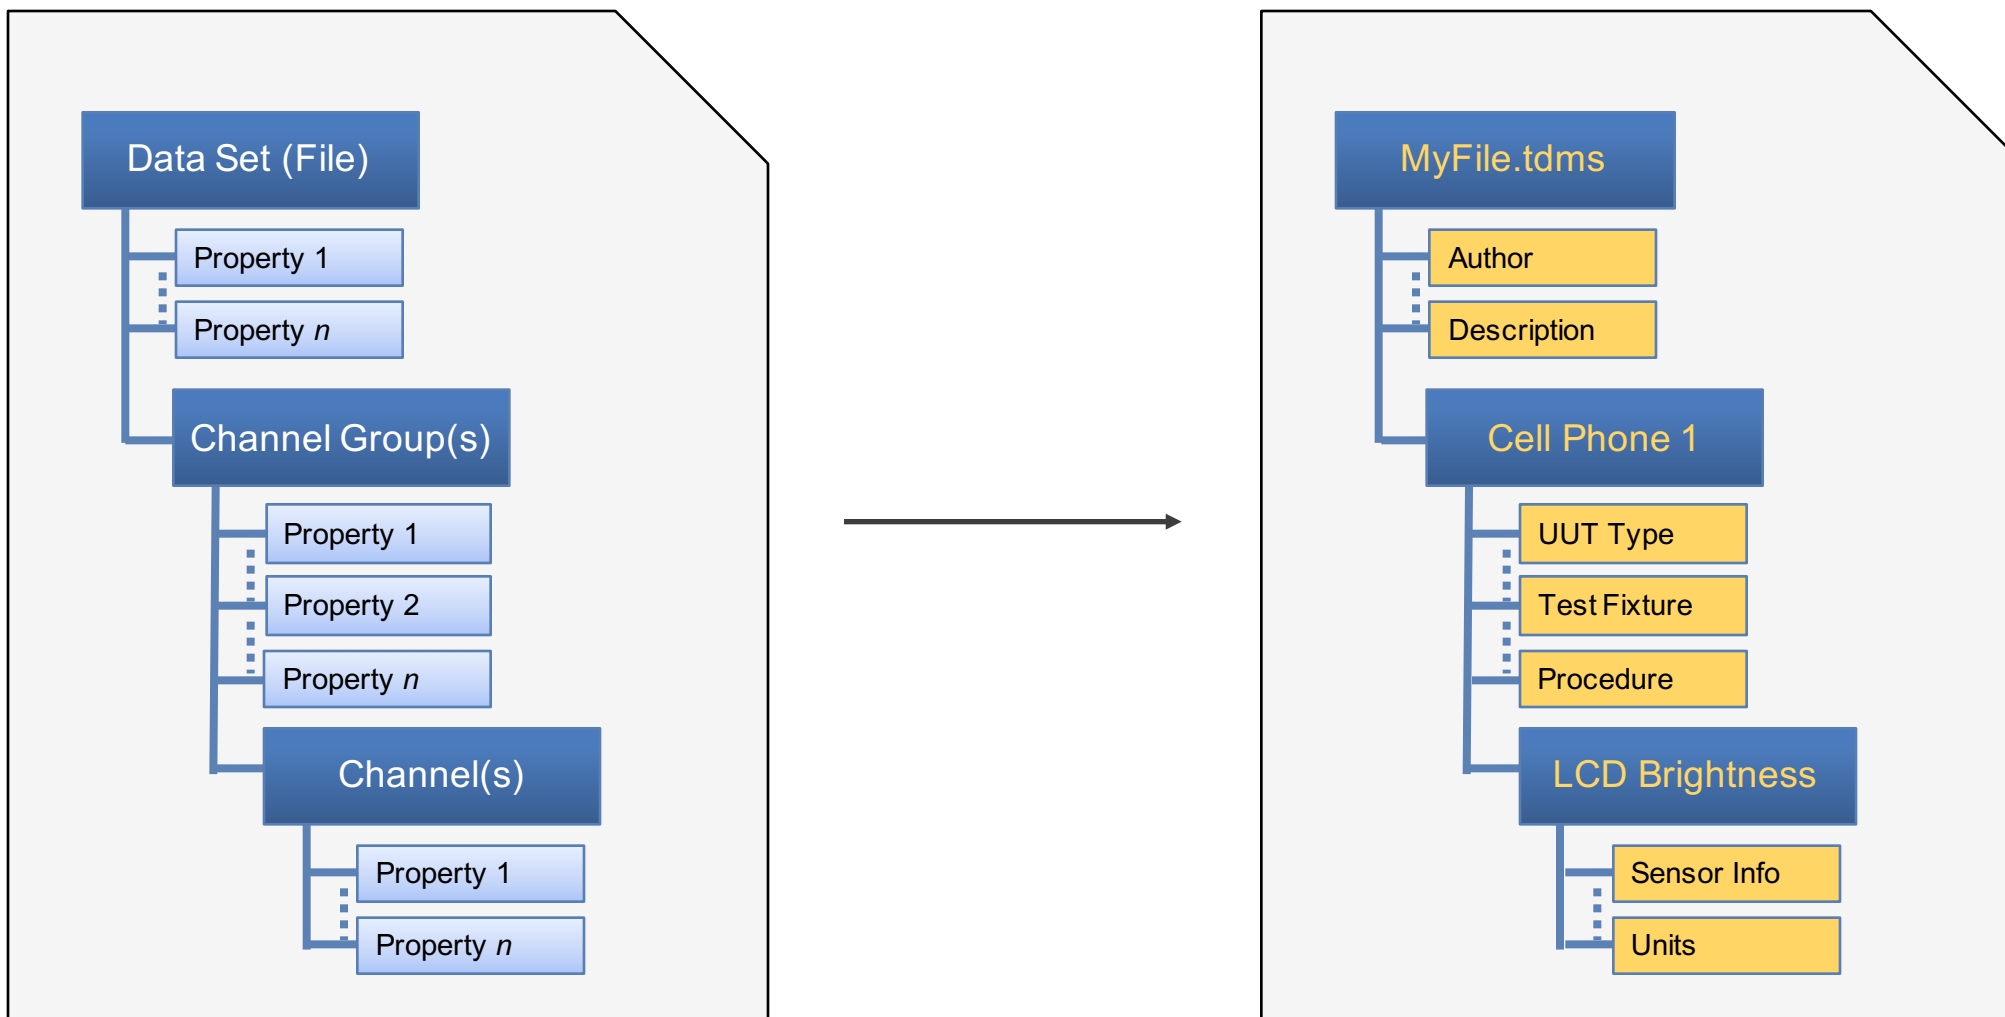 Data Set (File)
Property 1
Property n
Channel Group(s)
Property 1
Property 2
Property n
Channel(s)
Property 1
Property n
MyFile.tdms
Author
Description
Cell Phone 1
UUT Type
Test Fixture
Procedure
LCD Brightness
Sensor Info
Units